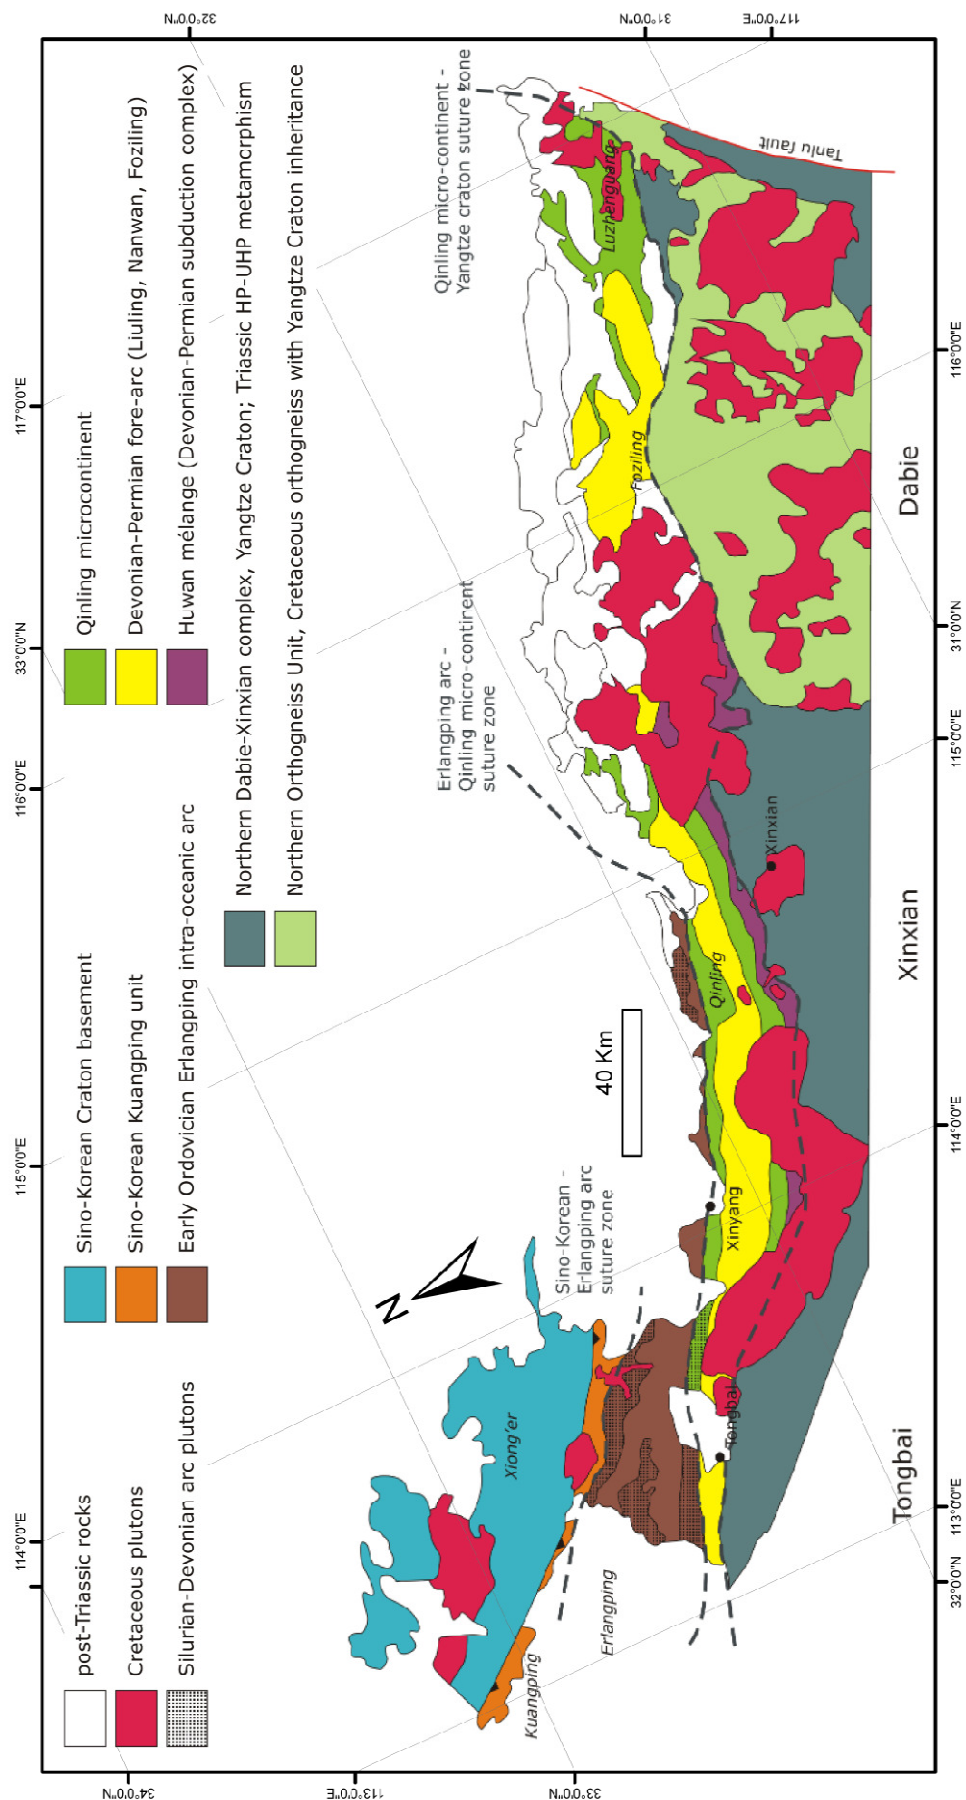 post-Triassic rocks
Cretaceous plutons
Silurian-Devonian arc plutons
Sino-Korean Craton basement
Sino-Korean Kuangping unit
Early Ordovician Erlangping intra-oceanic arc
Qinling microcontinent
Devonian-Permian fore-arc (Liuling, Nanwan, Foziling)
Huwan mélange (Devonian-Permian subduction complex)
Northern Dabie-Xinxian complex, Yangtze Craton; Triassic HP-UHP metamorphism
Northern Orthogneiss Unit, Cretaceous orthogneiss with Yangtze Craton inheritance
34°0'0"N
114°0'0"E
115°0'0"E
116°0'0"E
33°0'0"N
117°0'0"E
32°0'0"N
113°0'0"E
33°0'0"N
31°0'0"N
117°0'0"E
N
40 Km
Sino-Korean -
Erlangping arc
suture zone
Erlangping arc -
Qinling micro-continent
suture zone
Qinling micro-continent -
Yangtze craton suture zone
Xiong'er
Kuangping
Erlangping
Tongbai
Xinyang
Qinling
Xinxian
Foziling
Luzhenguang
Tanlu fault
Tongbai
Xinxian
Dabie
32°0'0"N
113°0'0"E
114°0'0"E
115°0'0"E
31°0'0"N
116°0'0"E